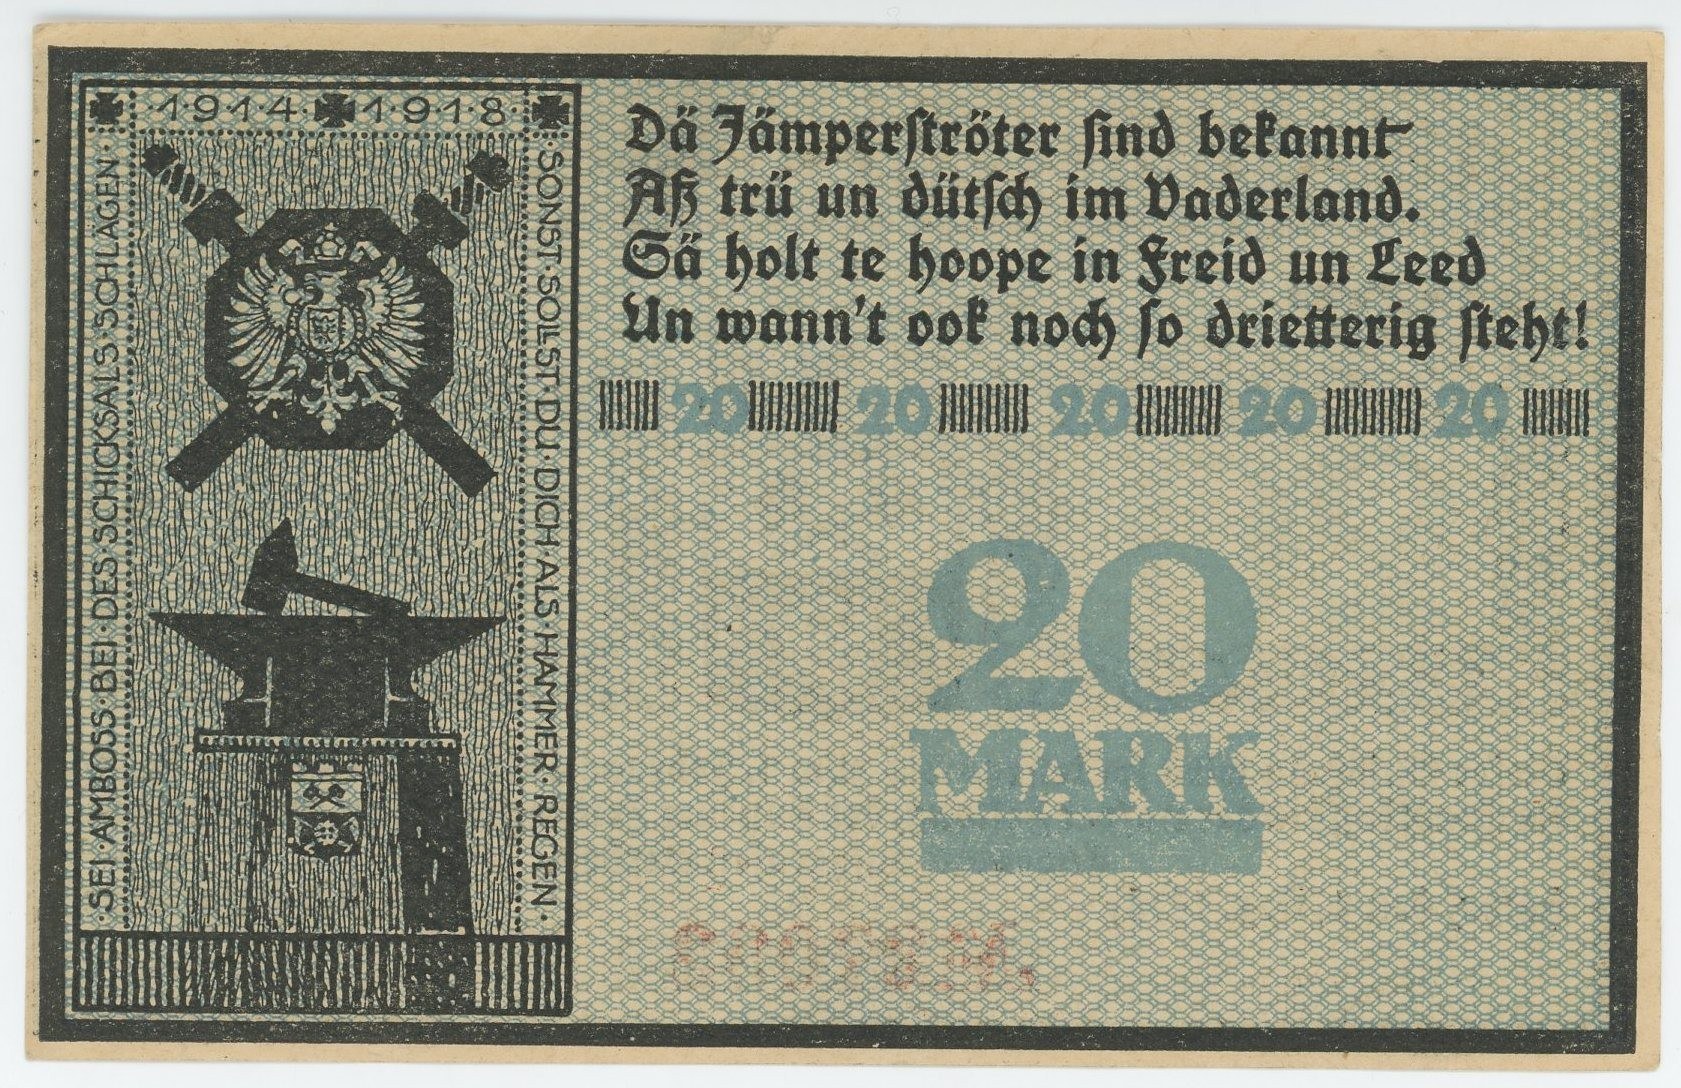 1914 1918
SEI·AMBOSS·BEI·DES·SCHICKSALS·SCHLÄGEN·
·SONST·SOLLST·DU·DICH·ALS·HAMMER·REGEN·
Dä Jämperströter sind bekannt
Aß trü un dütsch im Vaderland.
Sä holt te hoope in Freid un Leed
Un wann't ook noch so drietterig steht!
20 20 20 20 20
20
MARK